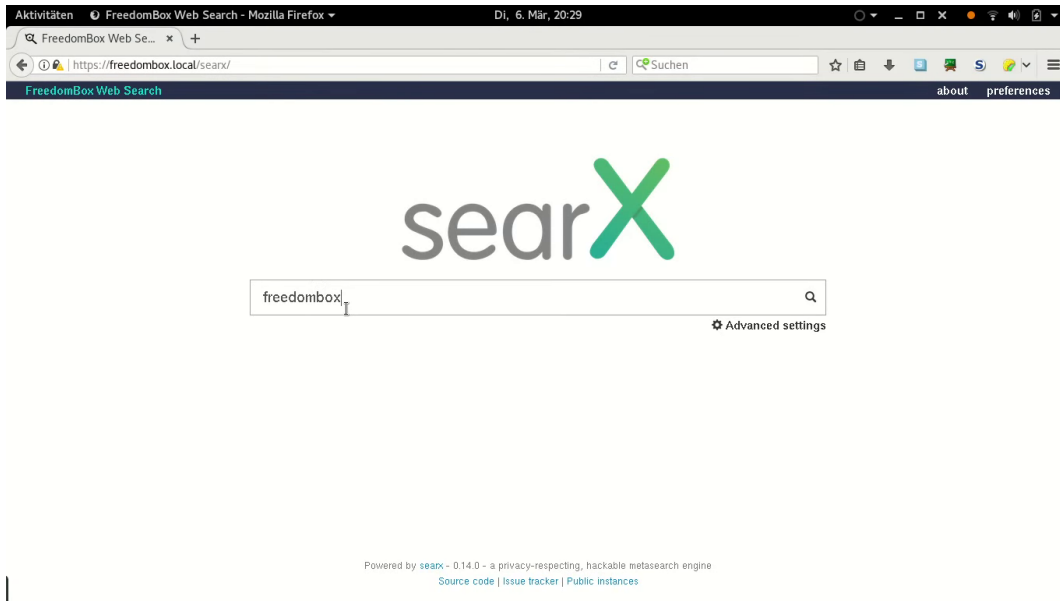 Aktivitäten FreedomBox Web Search - Mozilla Firefox Di, 6. Mär, 20:29
FreedomBox Web Se...
https://freedombox.local/searx/ Suchen
FreedomBox Web Search about preferences
searX
freedombox
Advanced settings
Powered by searx - 0.14.0 - a privacy-respecting, hackable metasearch engine
Source code | Issue tracker | Public instances